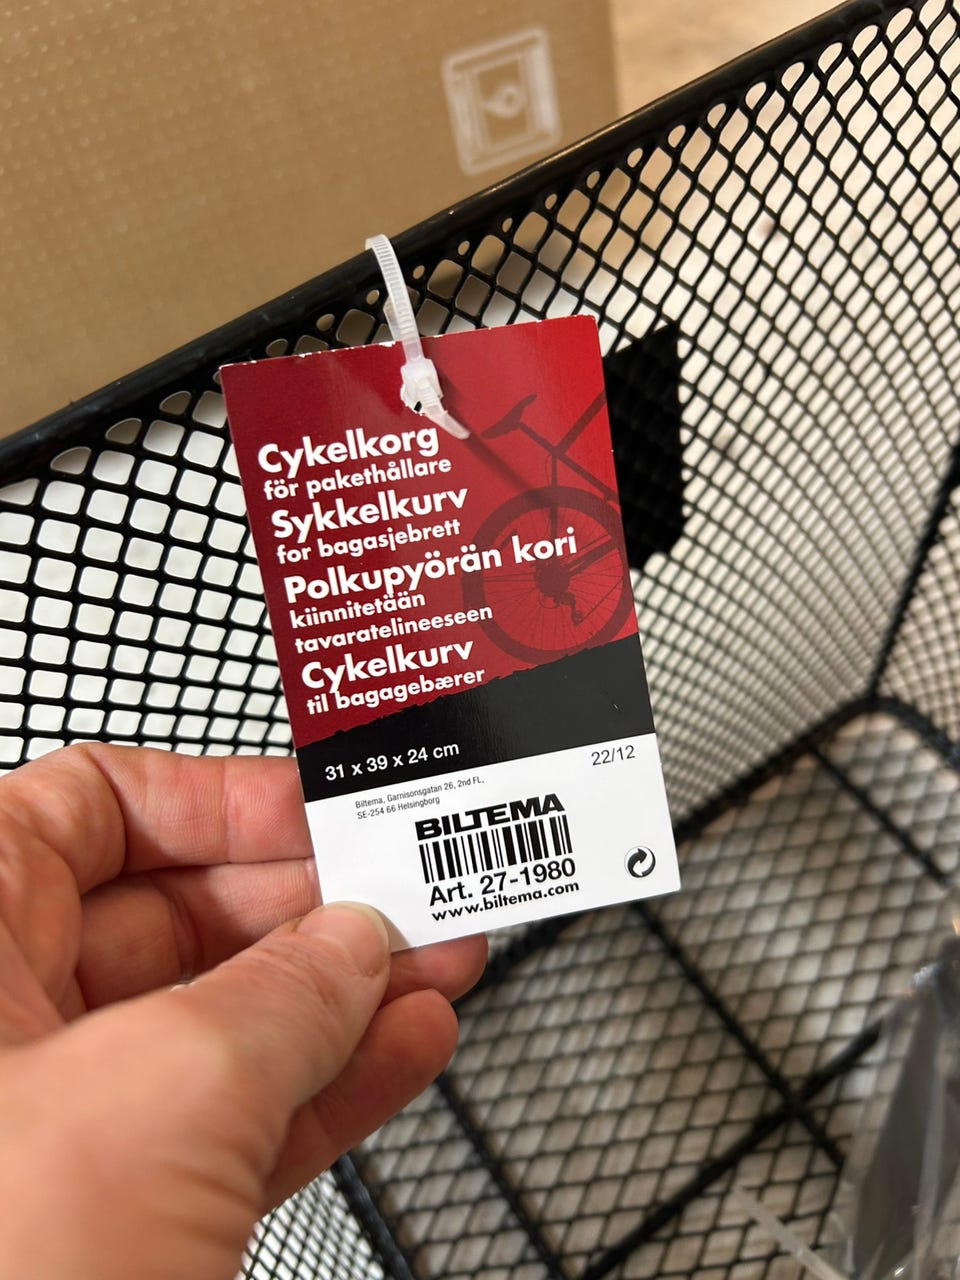 Cykelkorg
för pakethållare
Sykkelkurv
for bagasjebrett
Polkupyörän kori
kiinnitetään
tavaratelineeseen
Cykelkurv
til bagagebærer
31 x 39 x 24 cm
22/12
Biltema, Garnisonsgatan 26, 2nd FL,
SE-254 66 Helsingborg
BILTEMA
Art. 27-1980
www.biltema.com